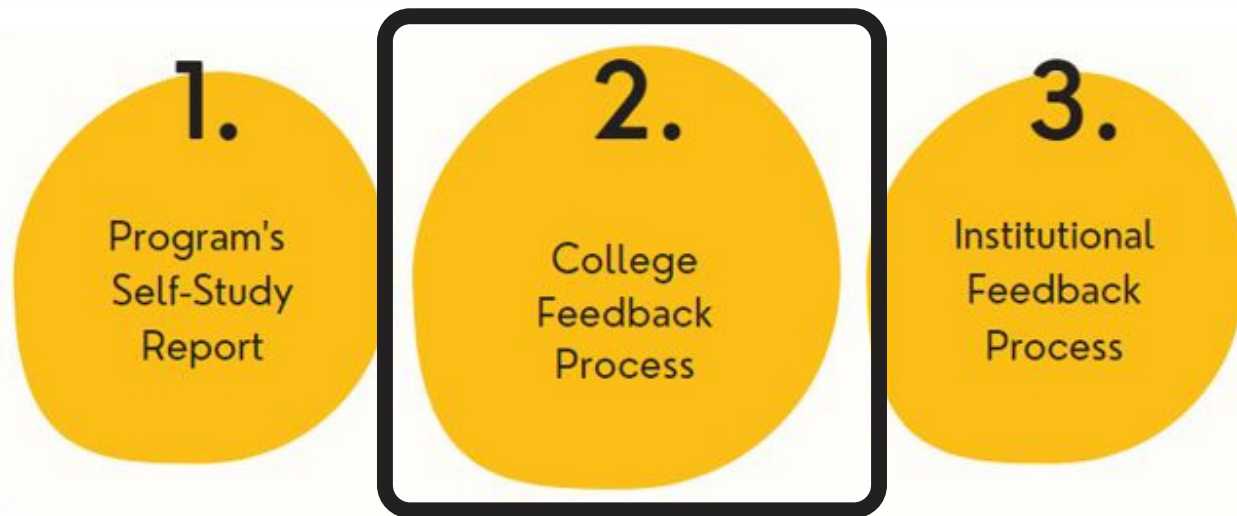 1.
Program's
Self-Study
Report
2.
College
Feedback
Process
3.
Institutional
Feedback
Process